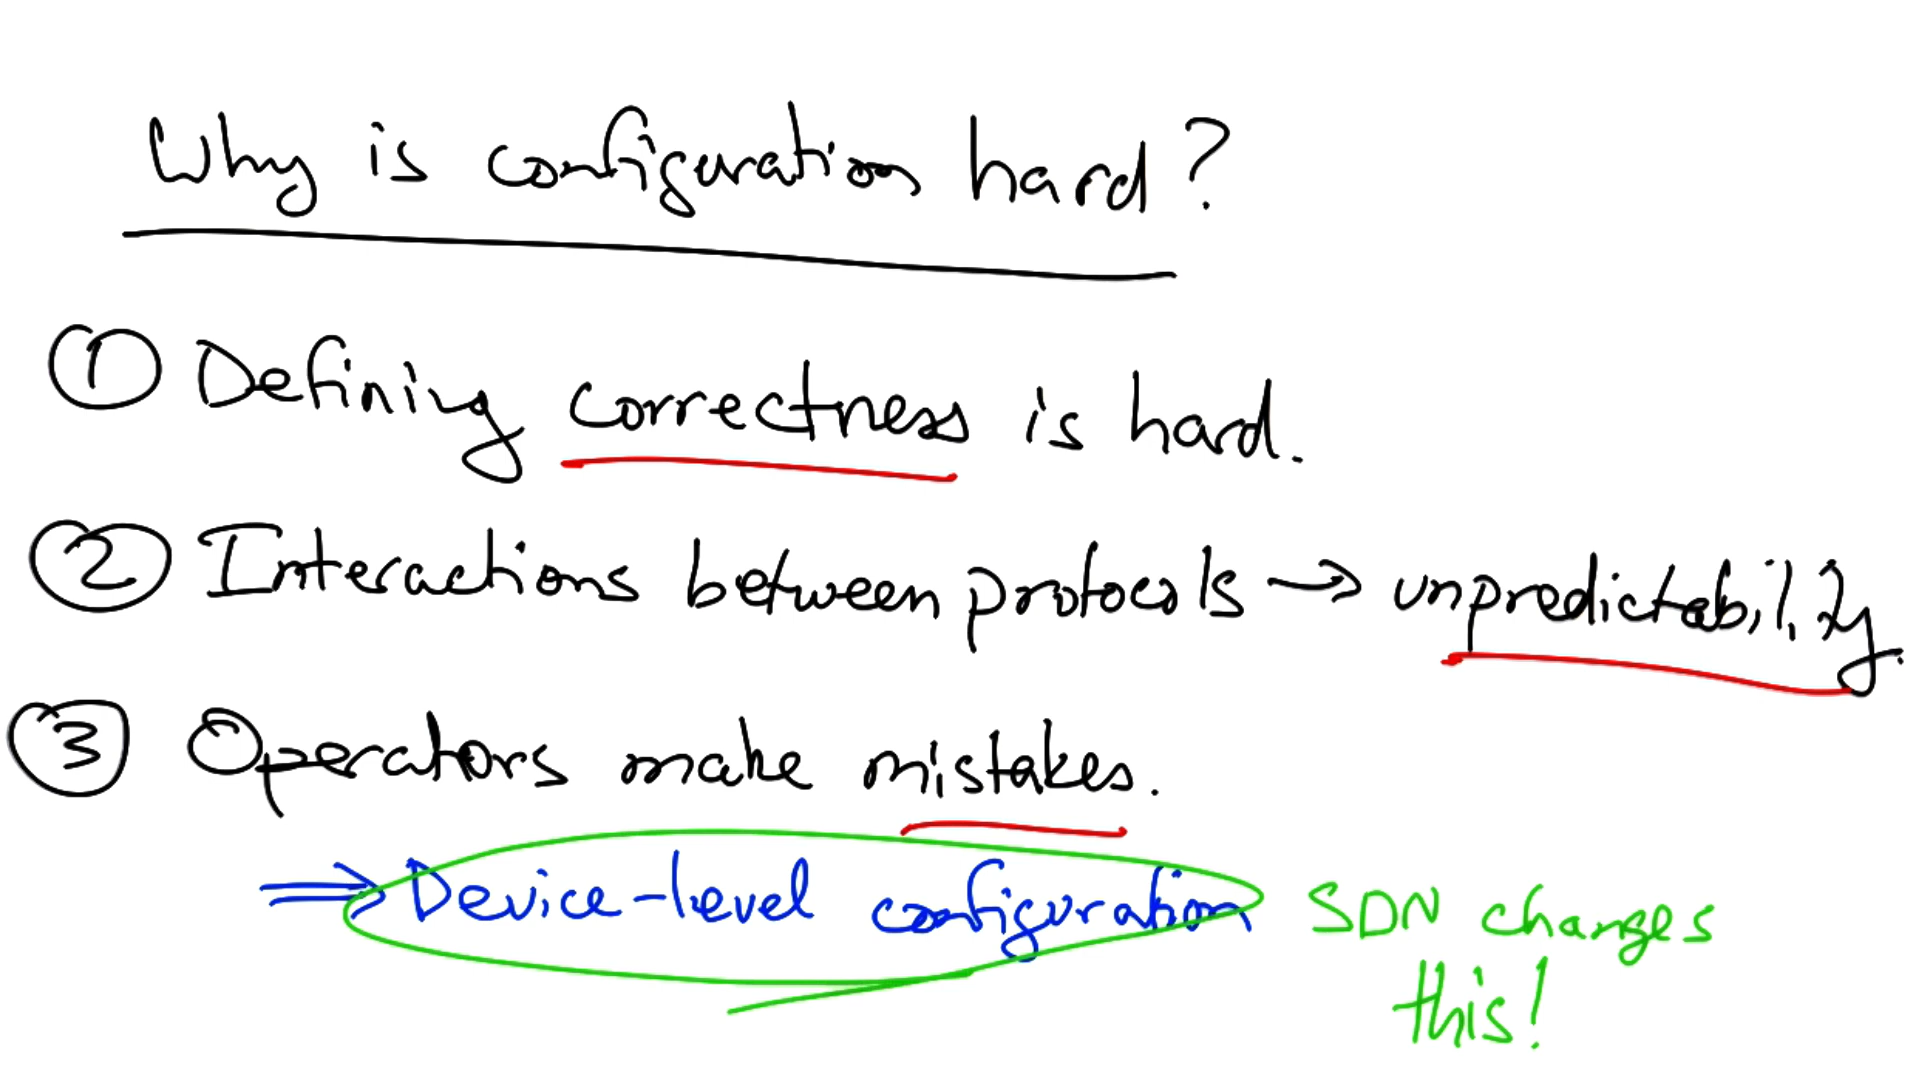 Why is configuration hard?
① Defining correctness is hard.
② Interactions between protocols → unpredictability.
③ Operators make mistakes.
⇒ Device-level configuration SDN changes
this!